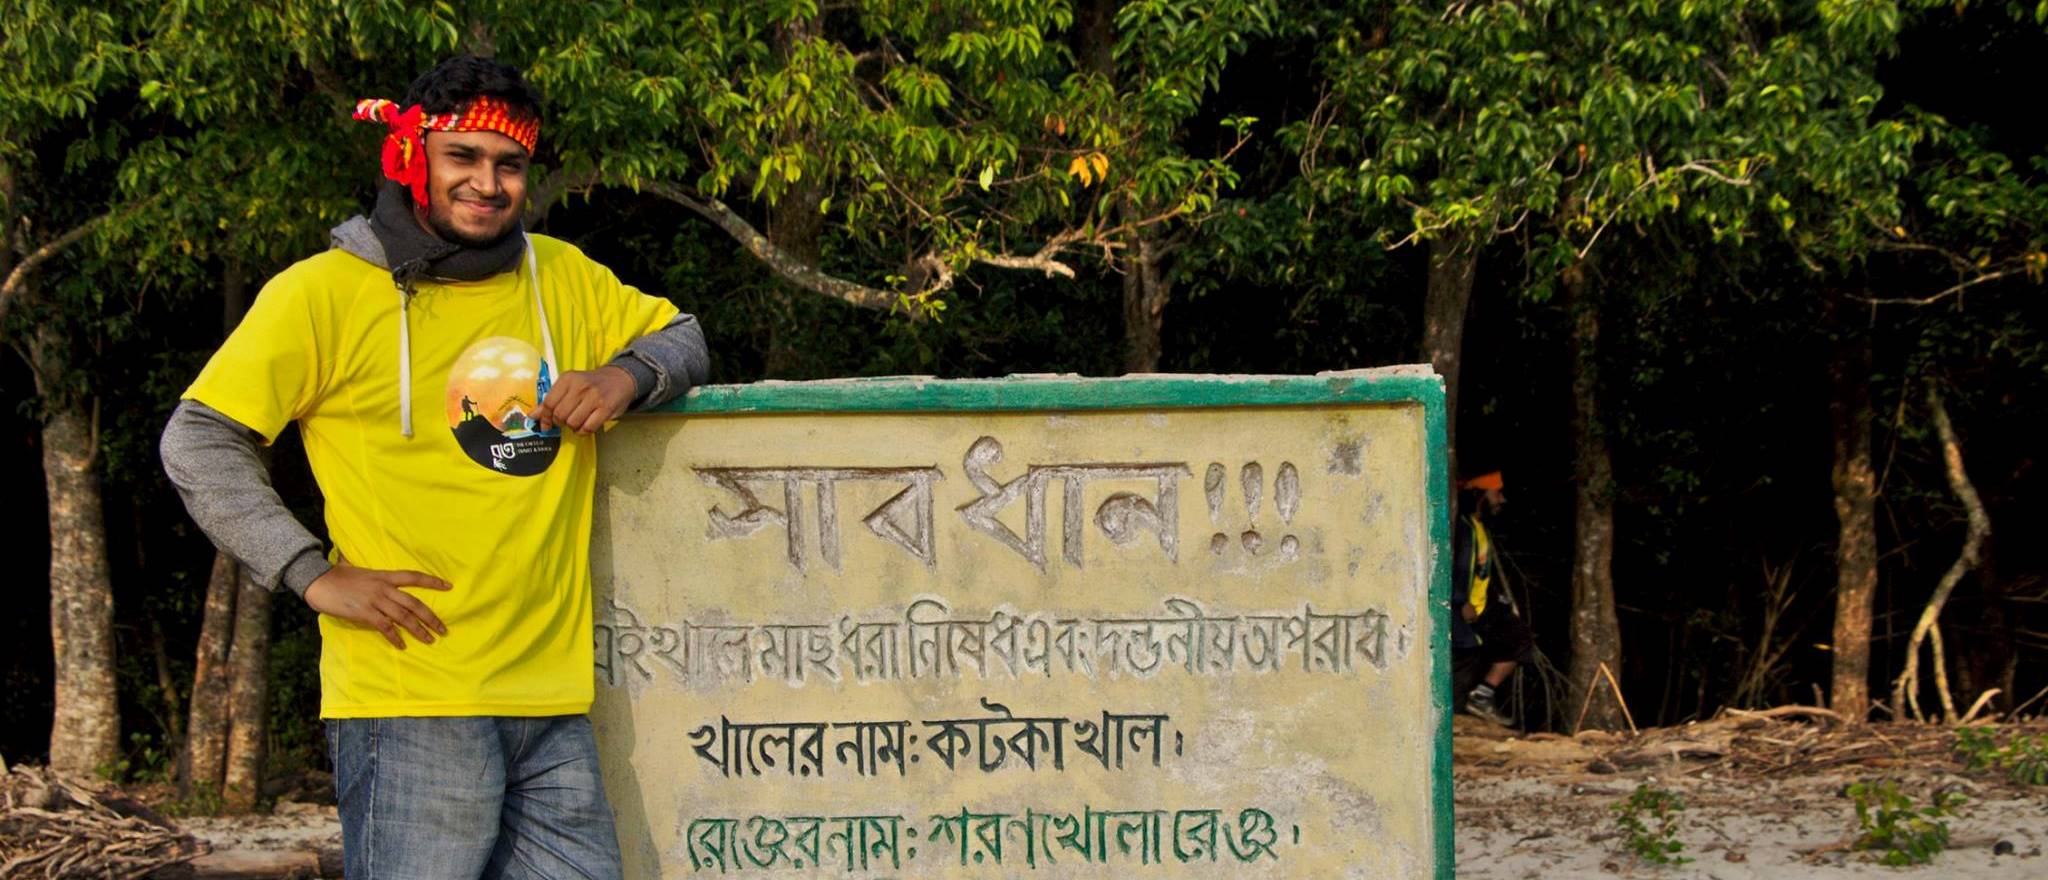 সাবধান!!!
এই খালে মাছ ধরা নিষেধ এবং দন্ডনীয় অপরাধ।
খালের নাম: কটকা খাল।
রেঞ্জের নাম: শরণখোলা রেঞ্জ।